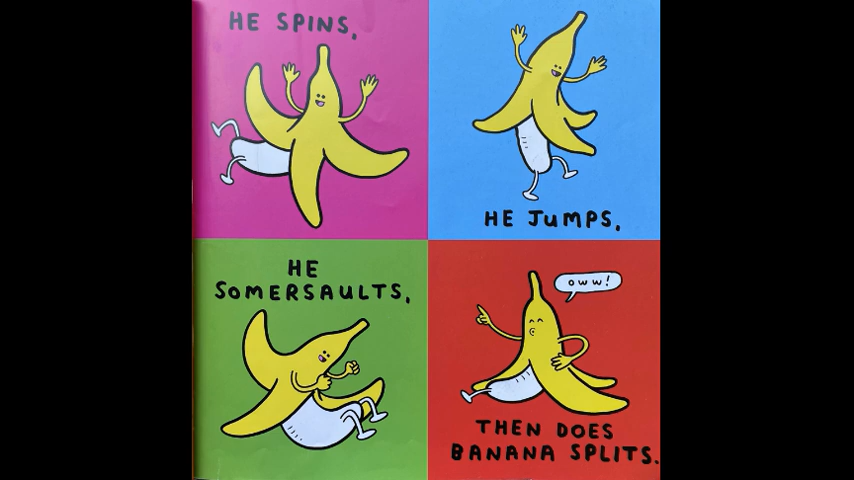 HE SPINS,
HE JUMPS,
HE
SOMERSAULTS,
OWW!
THEN DOES
BANANA SPLITS.